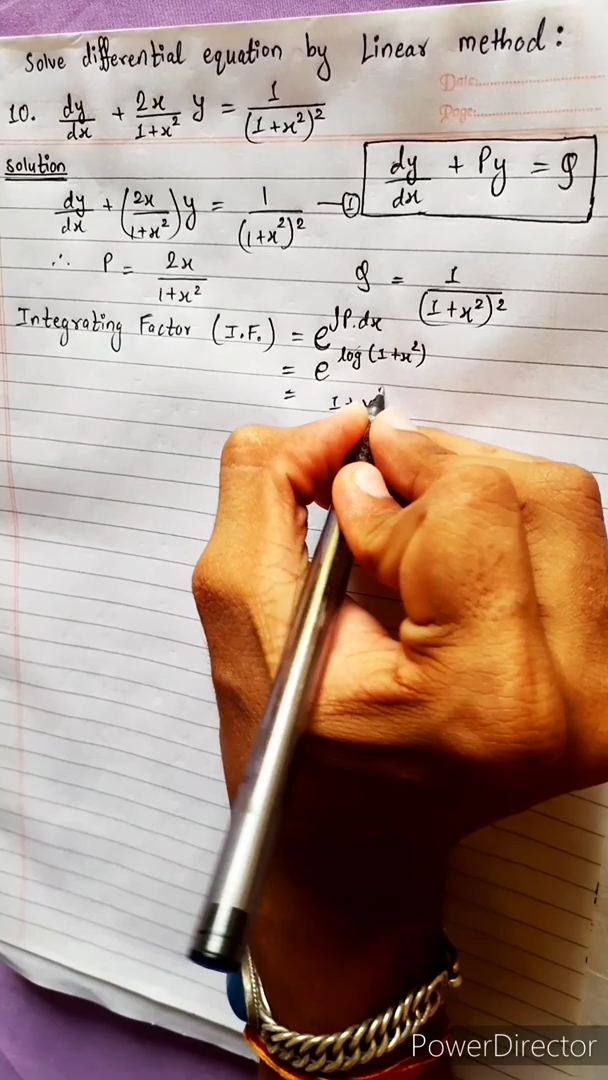 Solve differential equation by Linear method:
Date:
Page:
10. dy/dx + 2x/1+x² y = 1/(1+x²)²
solution
dy/dx + Py = Q
dy/dx + (2x/1+x²)y = 1/(1+x²)² —①
∴ P = 2x/1+x² Q = 1/(1+x²)²
Integrating Factor (I.F.) = e^∫P.dx
= e^log(1+x²)
= 1+x
PowerDirector